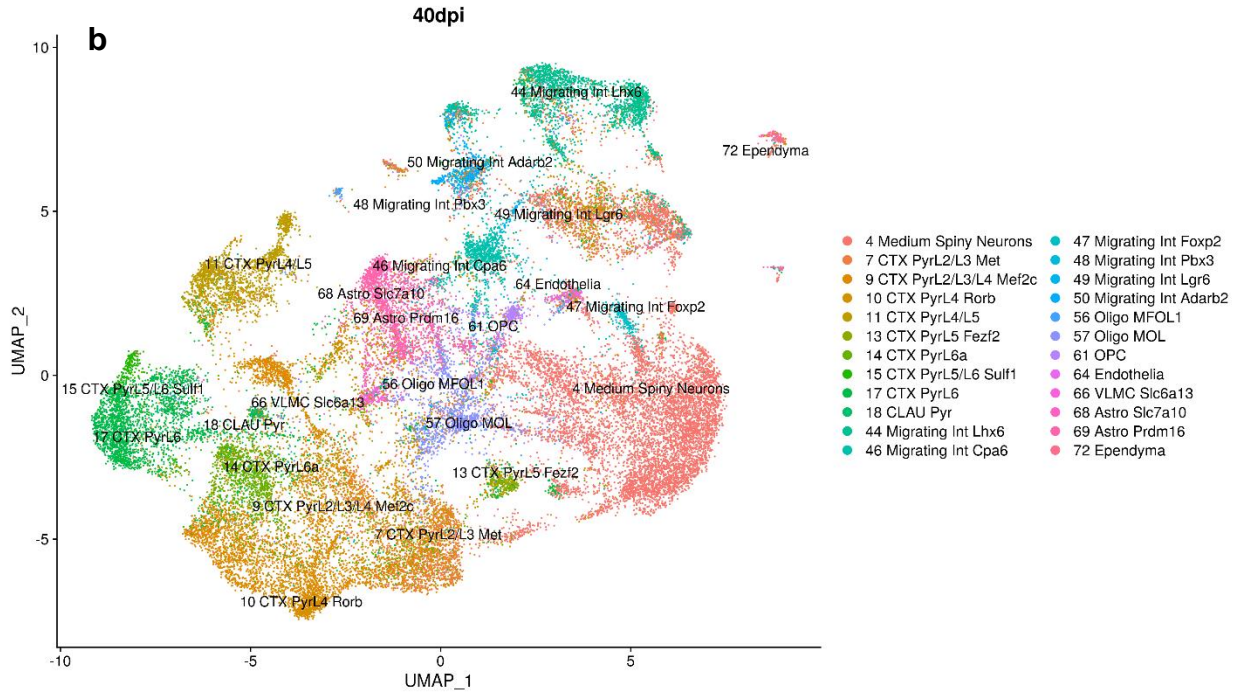 40dpi
b
10
5
0
-5
UMAP_2
44 Migrating Int Lhx6
72 Ependyma
50 Migrating Int Adarb2
48 Migrating Int Pbx3
49 Migrating Int Lgr6
11 CTX PyrL4/L5
46 Migrating Int Cpa6
64 Endothelia
68 Astro Slc7a10
47 Migrating Int Foxp2
69 Astro Prdm16
61 OPC
15 CTX PyrL5/L6 Sulf1
56 Oligo MFOL1
4 Medium Spiny Neurons
66 VLMC Slc6a13
18 CLAU Pyr
57 Oligo MOL
17 CTX PyrL6
14 CTX PyrL6a
13 CTX PyrL5 Fezf2
9 CTX PyrL2/L3/L4 Mef2c
7 CTX PyrL2/L3 Met
10 CTX PyrL4 Rorb
-10
-5
0
5
UMAP_1
4 Medium Spiny Neurons
7 CTX PyrL2/L3 Met
9 CTX PyrL2/L3/L4 Mef2c
10 CTX PyrL4 Rorb
11 CTX PyrL4/L5
13 CTX PyrL5 Fezf2
14 CTX PyrL6a
15 CTX PyrL5/L6 Sulf1
17 CTX PyrL6
18 CLAU Pyr
44 Migrating Int Lhx6
46 Migrating Int Cpa6
47 Migrating Int Foxp2
48 Migrating Int Pbx3
49 Migrating Int Lgr6
50 Migrating Int Adarb2
56 Oligo MFOL1
57 Oligo MOL
61 OPC
64 Endothelia
66 VLMC Slc6a13
68 Astro Slc7a10
69 Astro Prdm16
72 Ependyma